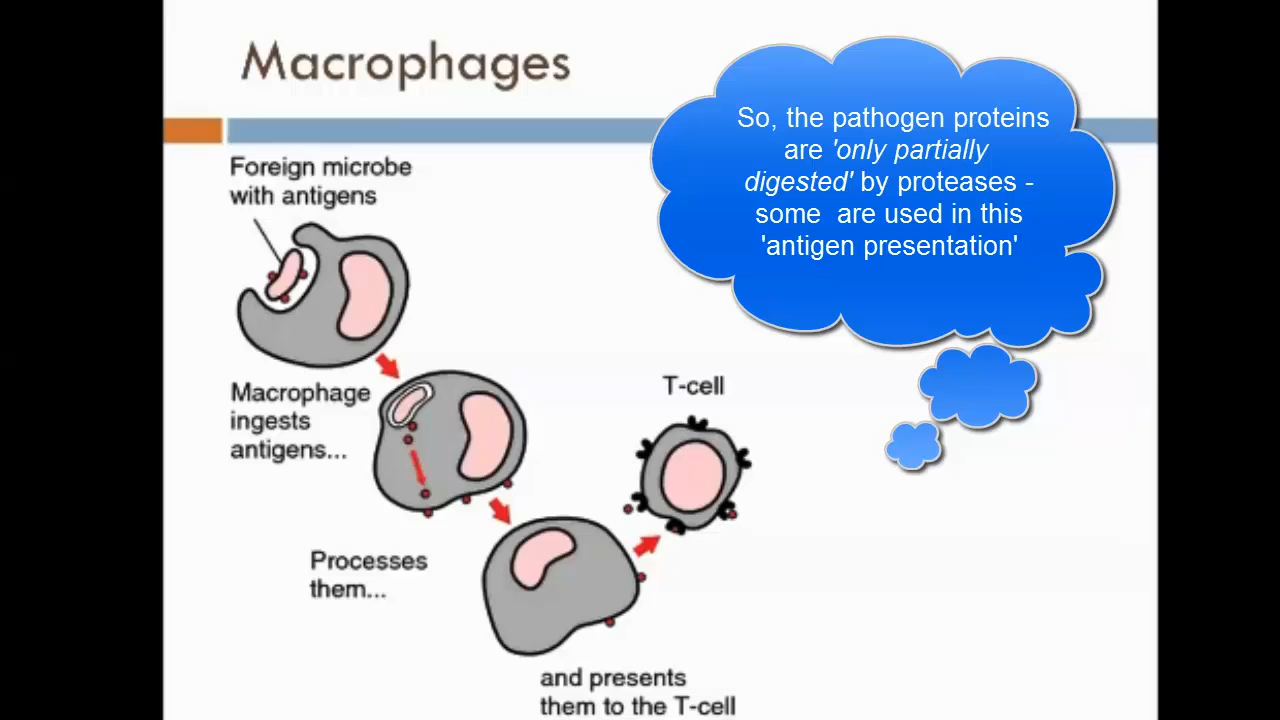 Macrophages
So, the pathogen proteins
are 'only partially
digested' by proteases -
some are used in this
'antigen presentation'
Foreign microbe
with antigens
Macrophage
ingests
antigens...
T-cell
Processes
them...
and presents
them to the T-cell